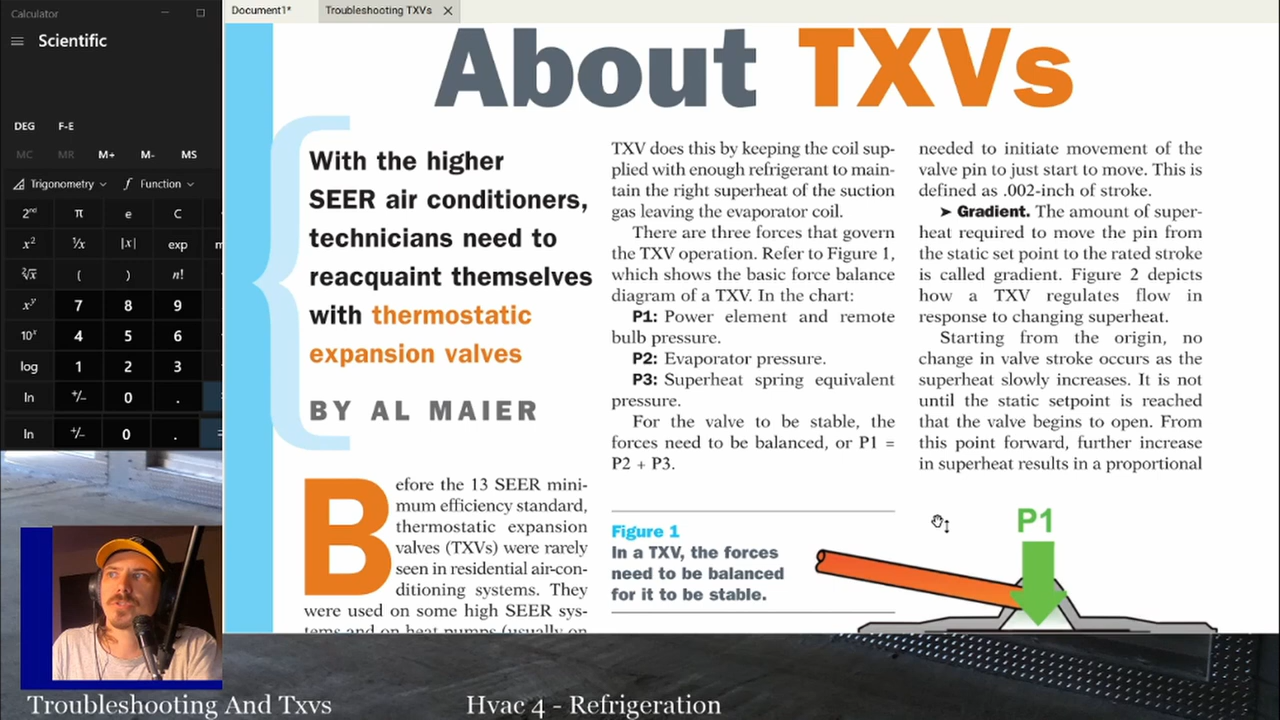 Calculator
Scientific
DEG F-E
MC MR M+ M- MS
Trigonometry Function
2nd π e C
x² ¹/x |x| exp
²√x ( ) n!
xʸ 7 8 9
10ˣ 4 5 6
log 1 2 3
ln +/- 0 .
ln +/- 0 .
Document1* Troubleshooting TXVs
About TXVs
With the higher
SEER air conditioners,
technicians need to
reacquaint themselves
with thermostatic
expansion valves
BY AL MAIER
Before the 13 SEER mini-
mum efficiency standard,
thermostatic expansion
valves (TXVs) were rarely
seen in residential air-con-
ditioning systems. They
were used on some high SEER sys-
tems and on heat pumps (usually on
TXV does this by keeping the coil sup-
plied with enough refrigerant to main-
tain the right superheat of the suction
gas leaving the evaporator coil.
There are three forces that govern
the TXV operation. Refer to Figure 1,
which shows the basic force balance
diagram of a TXV. In the chart:
P1: Power element and remote
bulb pressure.
P2: Evaporator pressure.
P3: Superheat spring equivalent
pressure.
For the valve to be stable, the
forces need to be balanced, or P1 =
P2 + P3.
Figure 1
In a TXV, the forces
need to be balanced
for it to be stable.
needed to initiate movement of the
valve pin to just start to move. This is
defined as .002-inch of stroke.
➤ Gradient. The amount of super-
heat required to move the pin from
the static set point to the rated stroke
is called gradient. Figure 2 depicts
how a TXV regulates flow in
response to changing superheat.
Starting from the origin, no
change in valve stroke occurs as the
superheat slowly increases. It is not
until the static setpoint is reached
that the valve begins to open. From
this point forward, further increase
in superheat results in a proportional
P1
Troubleshooting And Txvs
Hvac 4 - Refrigeration